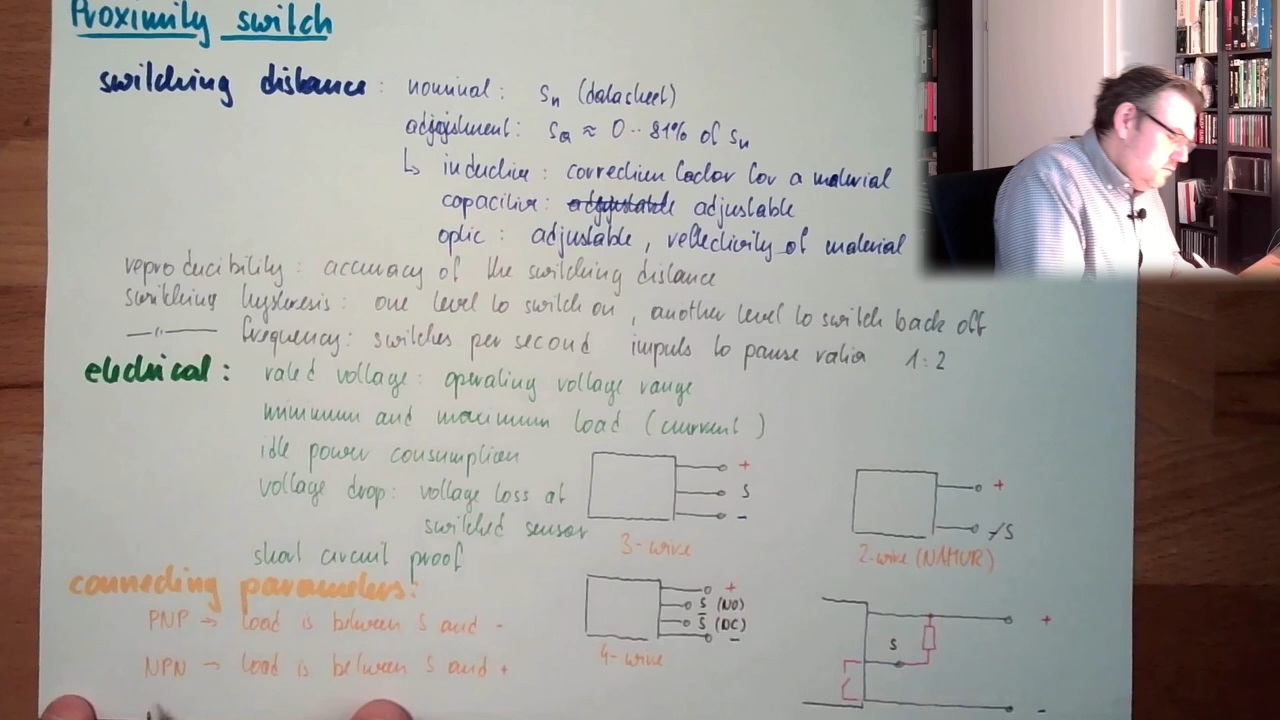 Proximity switch
switching distance: nominal: sn (datasheet)
adjustment: sa ≈ 0..81% of sn
↳ inductive: correction factor for a material
capacitive: adjustable adjustable
optic: adjustable, reflectivity of material
reproducibility: accuracy of the switching distance
switching hysteresis: one level to switch on, another level to switch back off
—"— frequency: switches per second impuls to pause ratio 1:2
electrical: rated voltage: operating voltage range
minimum and maximum load (current)
idle power consumption
voltage drop: voltage loss at
switched sensor
short circuit proof
+
S
-
3-wire
+
-/S
2-wire (NAMUR)
connecting parameters:
PNP → load is between S and -
NPN → load is between S and +
+
S (NO)
S̅ (DC)
-
4-wire
+
S
-